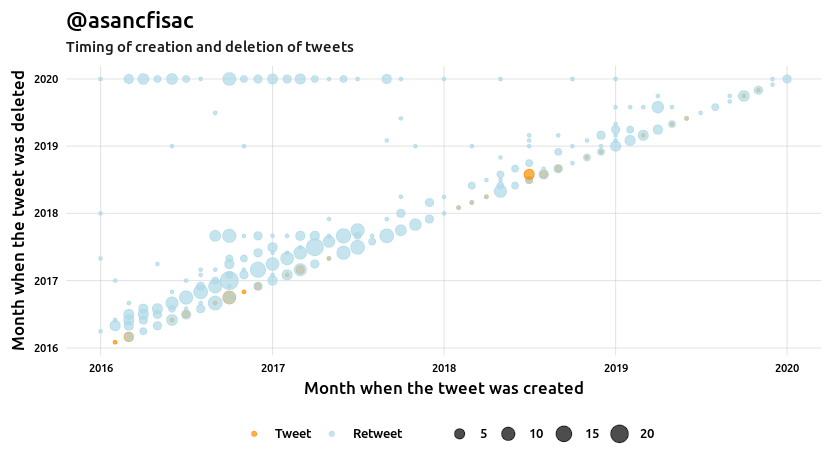 @asancfisac
Timing of creation and deletion of tweets
Month when the tweet was deleted
2020
2019
2018
2017
2016
2016 2017 2018 2019 2020
Month when the tweet was created
Tweet Retweet 5 10 15 20